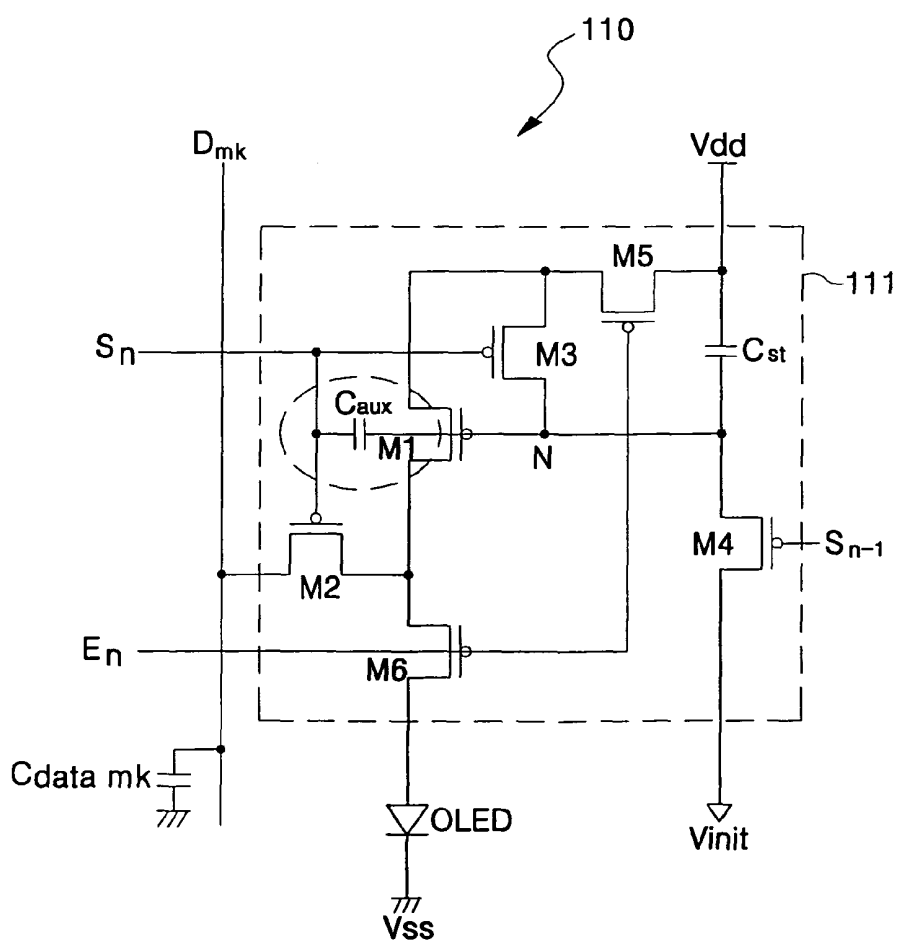 110
Dmk
Vdd
M5
111
Sn
M3
Cst
Caux
M1
N
M4
Sn-1
M2
En
M6
Cdata mk
OLED
Vinit
Vss